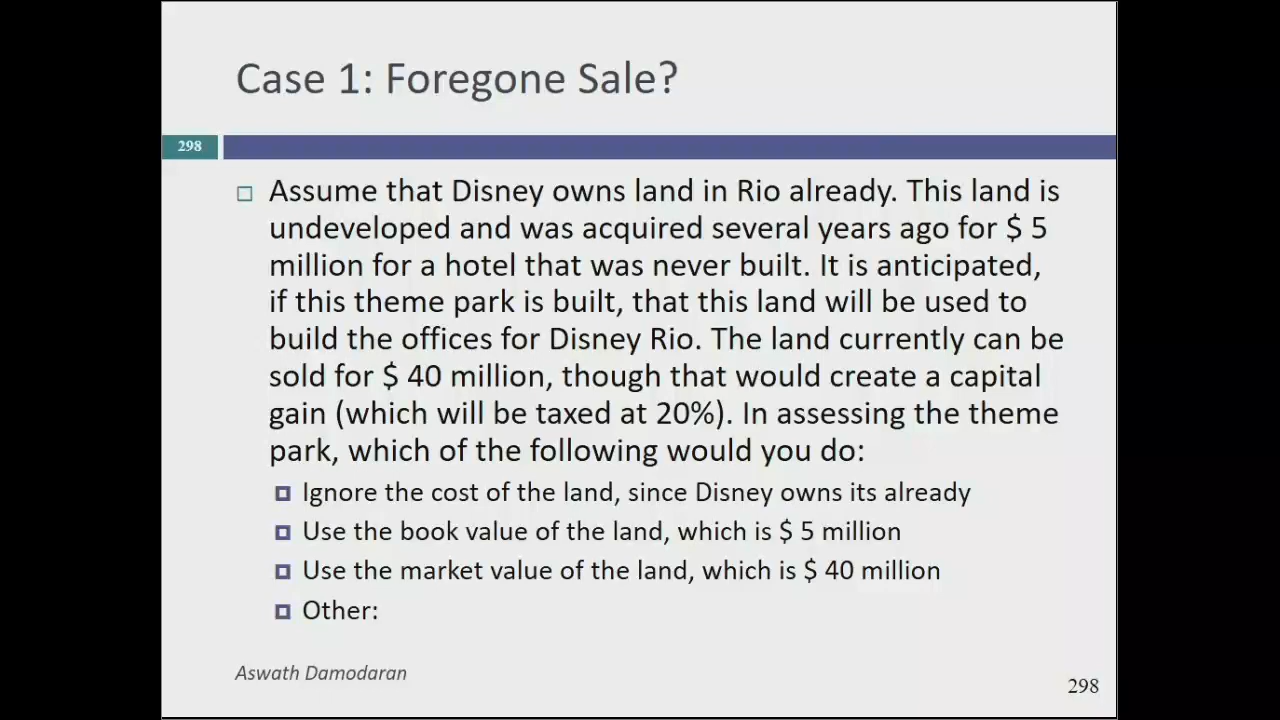 Case 1: Foregone Sale?
298
Assume that Disney owns land in Rio already. This land is
undeveloped and was acquired several years ago for $ 5
million for a hotel that was never built. It is anticipated,
if this theme park is built, that this land will be used to
build the offices for Disney Rio. The land currently can be
sold for $ 40 million, though that would create a capital
gain (which will be taxed at 20%). In assessing the theme
park, which of the following would you do:
Ignore the cost of the land, since Disney owns its already
Use the book value of the land, which is $ 5 million
Use the market value of the land, which is $ 40 million
Other:
Aswath Damodaran
298